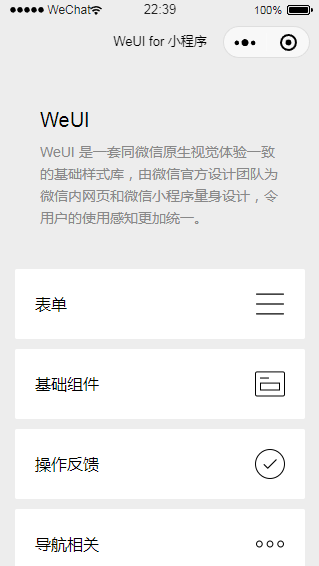 WeChat 22:39 100%
WeUI for 小程序
WeUI
WeUI 是一套同微信原生视觉体验一致
的基础样式库，由微信官方设计团队为
微信内网页和微信小程序量身设计，令
用户的使用感知更加统一。
表单
基础组件
操作反馈
导航相关